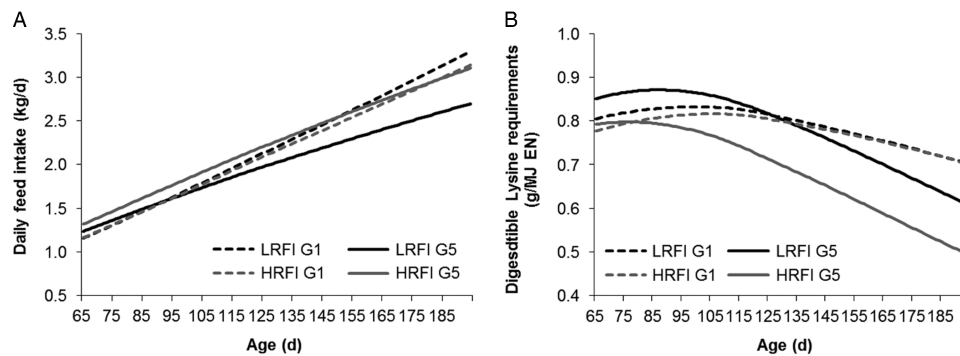 A
Daily feed intake (kg/d)
3.5
3.0
2.5
2.0
1.5
1.0
0.5
LRFI G1 LRFI G5
HRFI G1 HRFI G5
65 75 85 95 105 115 125 135 145 155 165 175 185
Age (d)
B
Digesdtible Lysine requirements
(g/MJ EN)
1.0
0.9
0.8
0.7
0.6
0.5
0.4
LRFI G1 LRFI G5
HRFI G1 HRFI G5
65 75 85 95 105 115 125 135 145 155 165 175 185
Age (d)